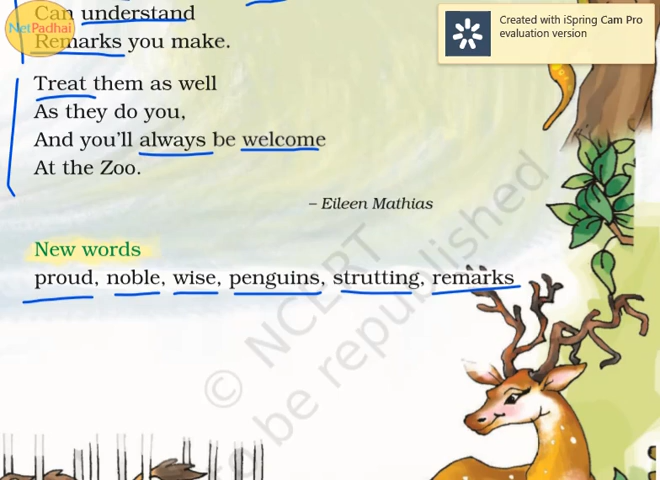 Can understand
NetPadhai
Remarks you make.
Treat them as well
As they do you,
And you'll always be welcome
At the Zoo.
– Eileen Mathias
New words
proud, noble, wise, penguins, strutting, remarks
© NCERT
to be republished
Created with iSpring Cam Pro
evaluation version